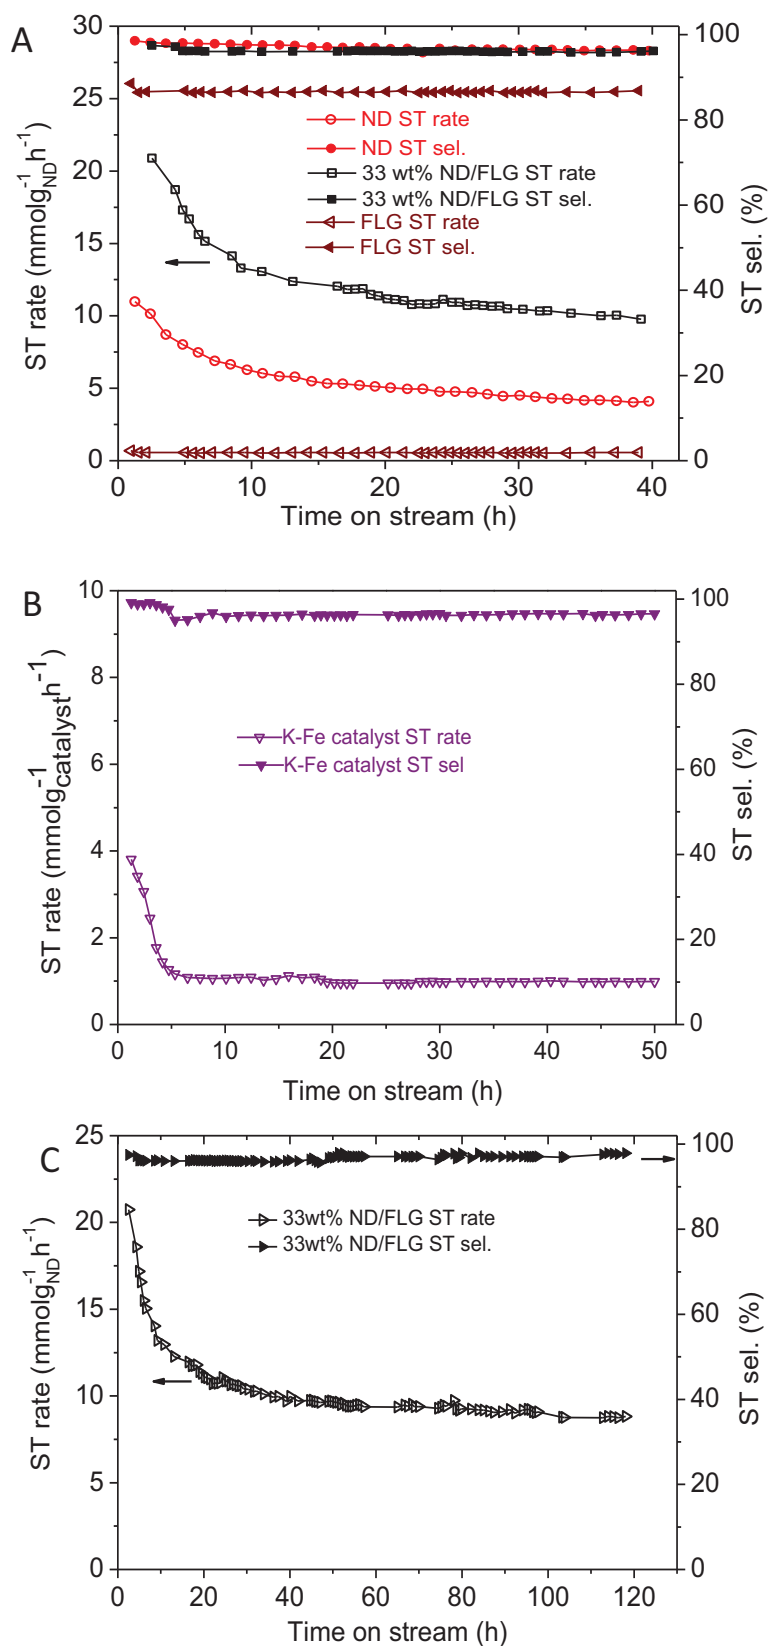 A
30
25
20
15
10
5
0
ST rate (mmolg-1NDh-1)
100
80
60
40
20
0
ST sel. (%)
ND ST rate
ND ST sel.
33 wt% ND/FLG ST rate
33 wt% ND/FLG ST sel.
FLG ST rate
FLG ST sel.
0 10 20 30 40
Time on stream (h)
B
10
8
6
4
2
0
ST rate (mmolg-1catalysth-1)
100
80
60
40
20
0
ST sel. (%)
K-Fe catalyst ST rate
K-Fe catalyst ST sel
0 10 20 30 40 50
Time on stream (h)
C
25
20
15
10
5
0
ST rate (mmolg-1NDh-1)
100
80
60
40
20
0
ST sel. (%)
33wt% ND/FLG ST rate
33wt% ND/FLG ST sel.
0 20 40 60 80 100 120
Time on stream (h)